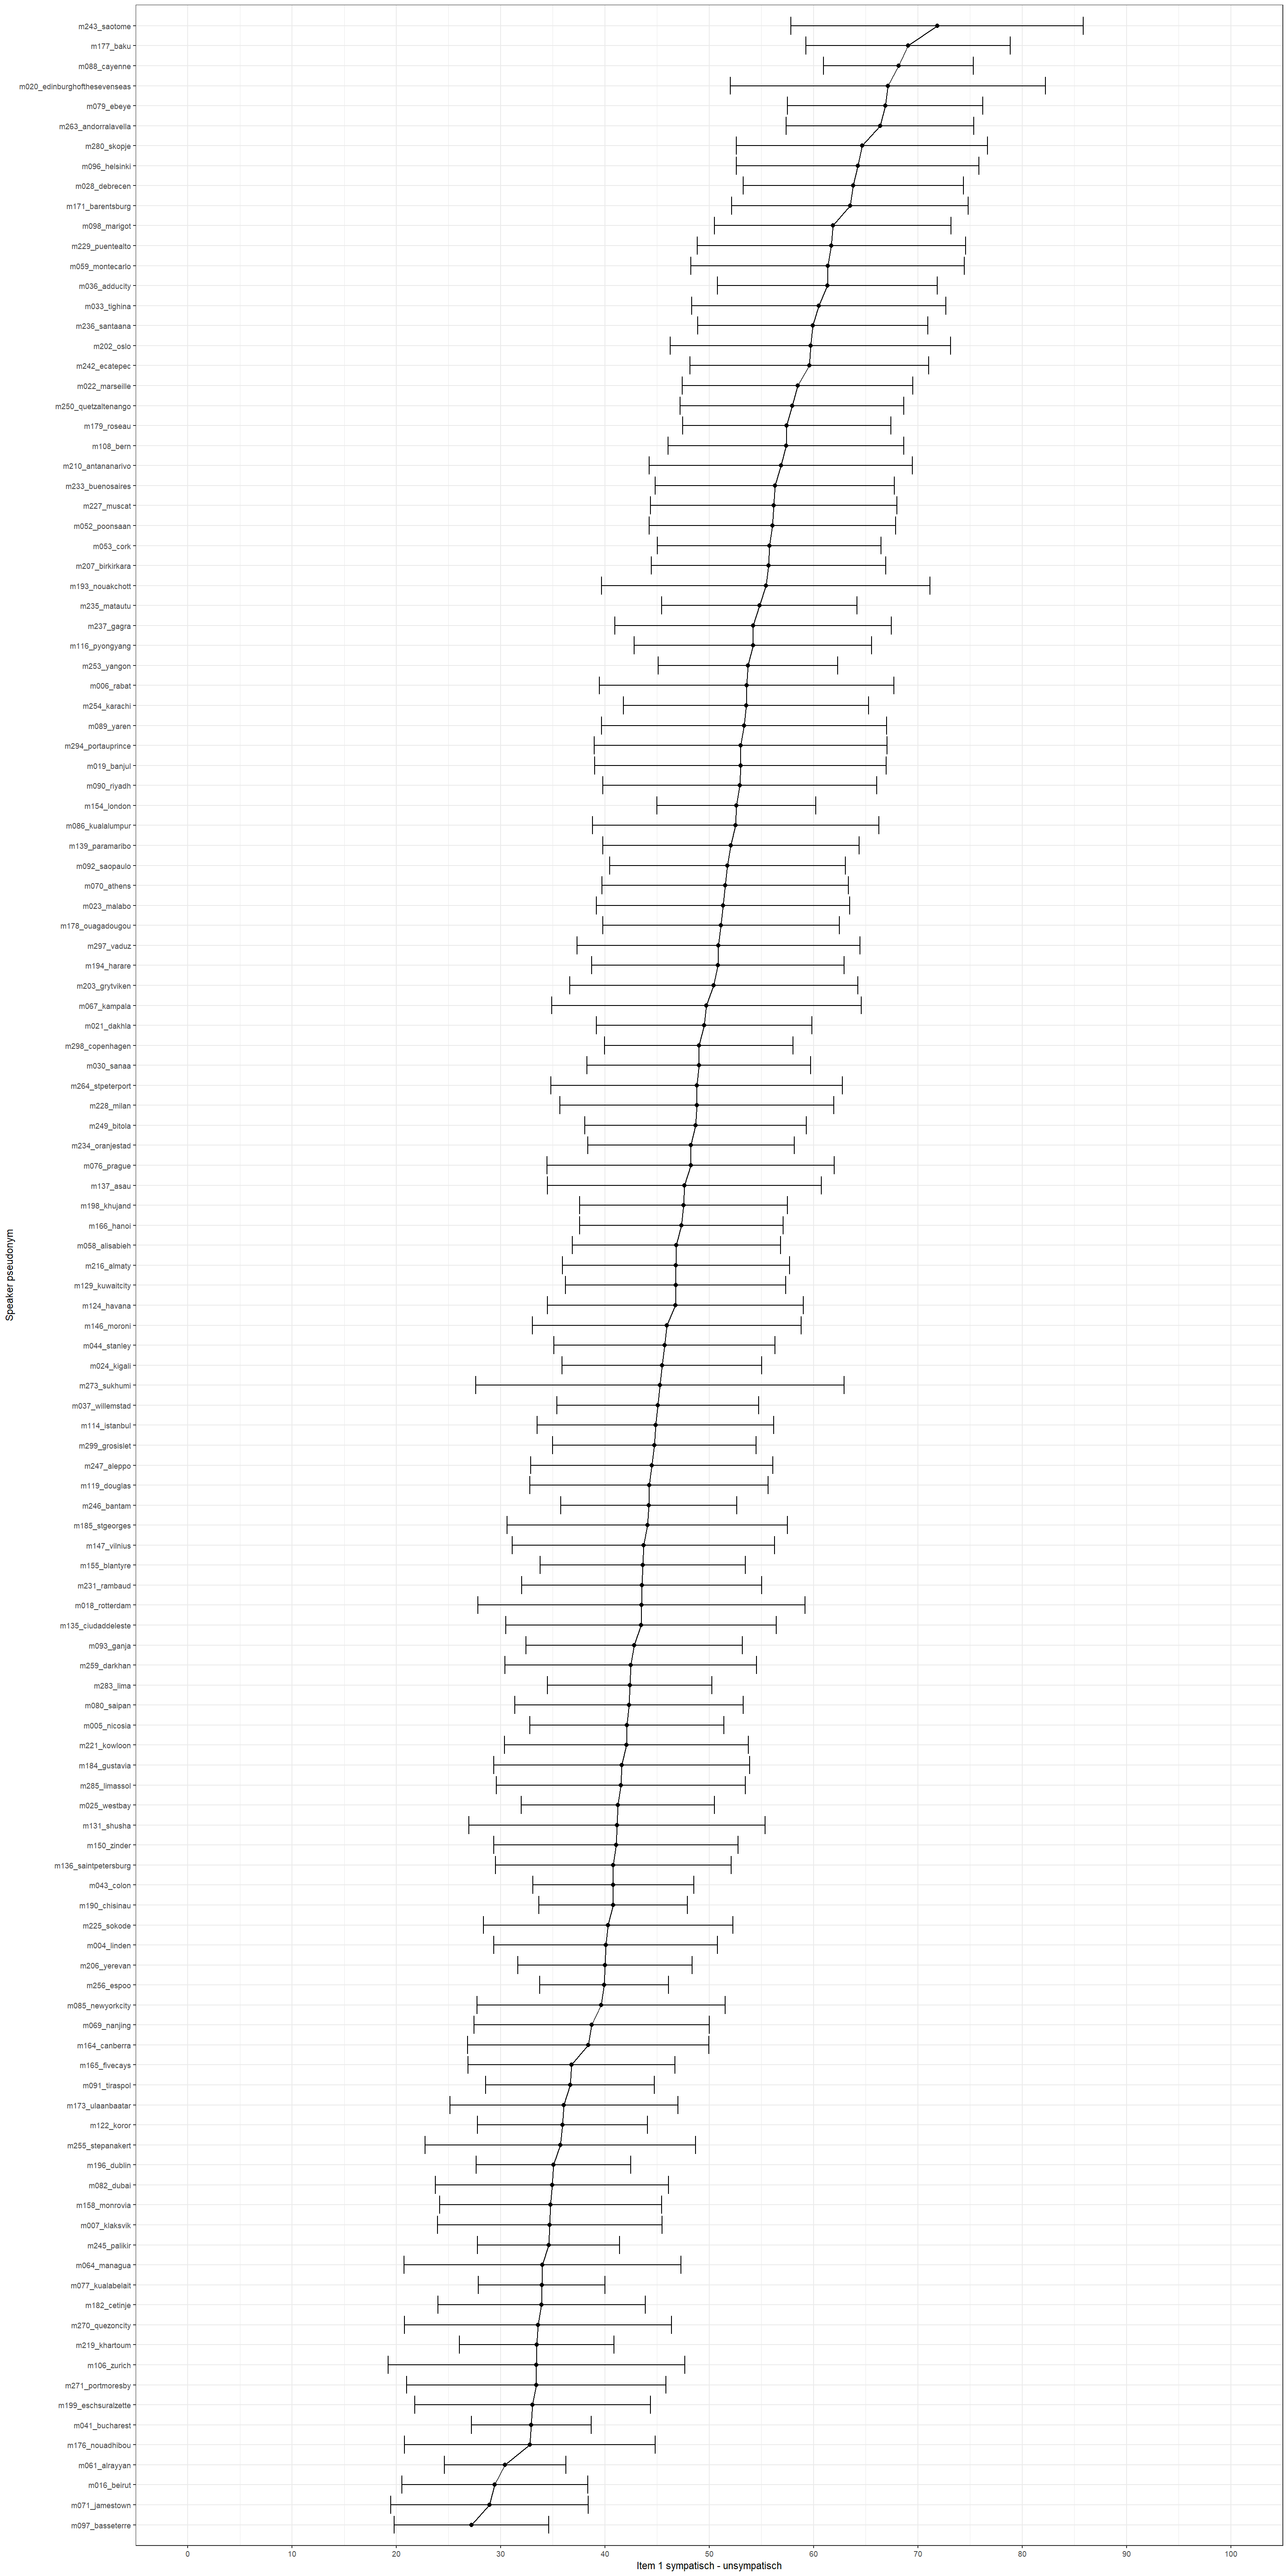 m243_saotome
m177_baku
m088_cayenne
m020_edinburghofthesevenseas
m079_ebeye
m263_andorralavella
m280_skopje
m096_helsinki
m028_debrecen
m171_barentsburg
m098_marigot
m229_puentealto
m059_montecarlo
m036_adducity
m033_tighina
m236_santaana
m202_oslo
m242_ecatepec
m022_marseille
m250_quetzaltenango
m179_roseau
m108_bern
m210_antananarivo
m233_buenosaires
m227_muscat
m052_poonsaan
m053_cork
m207_birkirkara
m193_nouakchott
m235_matautu
m237_gagra
m116_pyongyang
m253_yangon
m006_rabat
m254_karachi
m089_yaren
m294_portauprince
m019_banjul
m090_riyadh
m154_london
m086_kualalumpur
m139_paramaribo
m092_saopaulo
m070_athens
m023_malabo
m178_ouagadougou
m297_vaduz
m194_harare
m203_grytviken
m067_kampala
m021_dakhla
m298_copenhagen
m030_sanaa
m264_stpeterport
m228_milan
m249_bitola
m234_oranjestad
m076_prague
m137_asau
m198_khujand
m166_hanoi
m058_alisabieh
m216_almaty
m129_kuwaitcity
m124_havana
m146_moroni
m044_stanley
m024_kigali
m273_sukhumi
m037_willemstad
m114_istanbul
m299_grosislet
m247_aleppo
m119_douglas
m246_bantam
m185_stgeorges
m147_vilnius
m155_blantyre
m231_rambaud
m018_rotterdam
m135_ciudaddeleste
m093_ganja
m259_darkhan
m283_lima
m080_saipan
m005_nicosia
m221_kowloon
m184_gustavia
m285_limassol
m025_westbay
m131_shusha
m150_zinder
m136_saintpetersburg
m043_colon
m190_chisinau
m225_sokode
m004_linden
m206_yerevan
m256_espoo
m085_newyorkcity
m069_nanjing
m164_canberra
m165_fivecays
m091_tiraspol
m173_ulaanbaatar
m122_koror
m255_stepanakert
m196_dublin
m082_dubai
m158_monrovia
m007_klaksvik
m245_palikir
m064_managua
m077_kualabelait
m182_cetinje
m270_quezoncity
m219_khartoum
m106_zurich
m271_portmoresby
m199_eschsuralzette
m041_bucharest
m176_nouadhibou
m061_alrayyan
m016_beirut
m071_jamestown
m097_basseterre
Speaker pseudonym
0 10 20 30 40 50 60 70 80 90 100
Item 1 sympatisch - unsympatisch